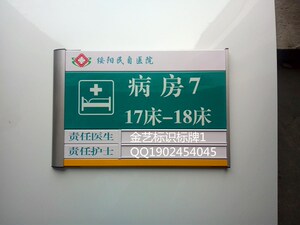 绥阳民自医院
病房7
17床-18床
责任医生
金艺标识标牌1
责任护士
QQ1902454045